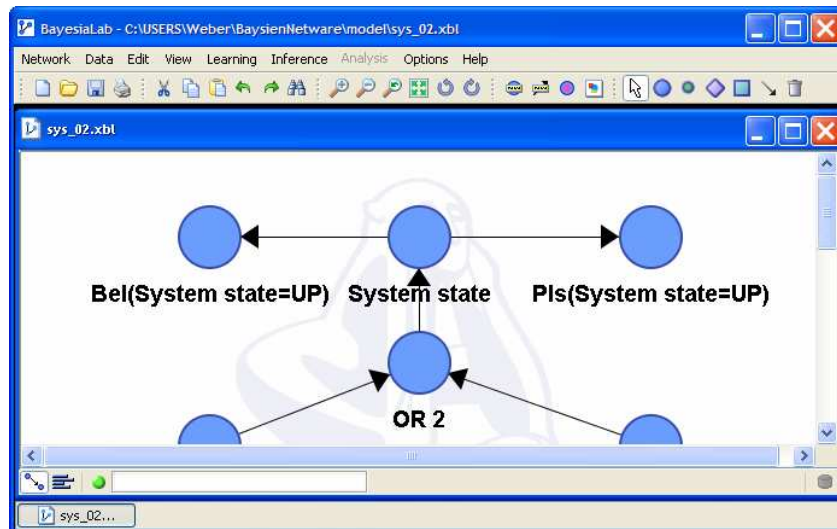 BayesiaLab - C:\USERS\Weber\BaysienNetware\model\sys_02.xbl
Network Data Edit View Learning Inference Analysis Options Help
sys_02.xbl
Bel(System state=UP) System state Pls(System state=UP)
OR 2
sys_02...